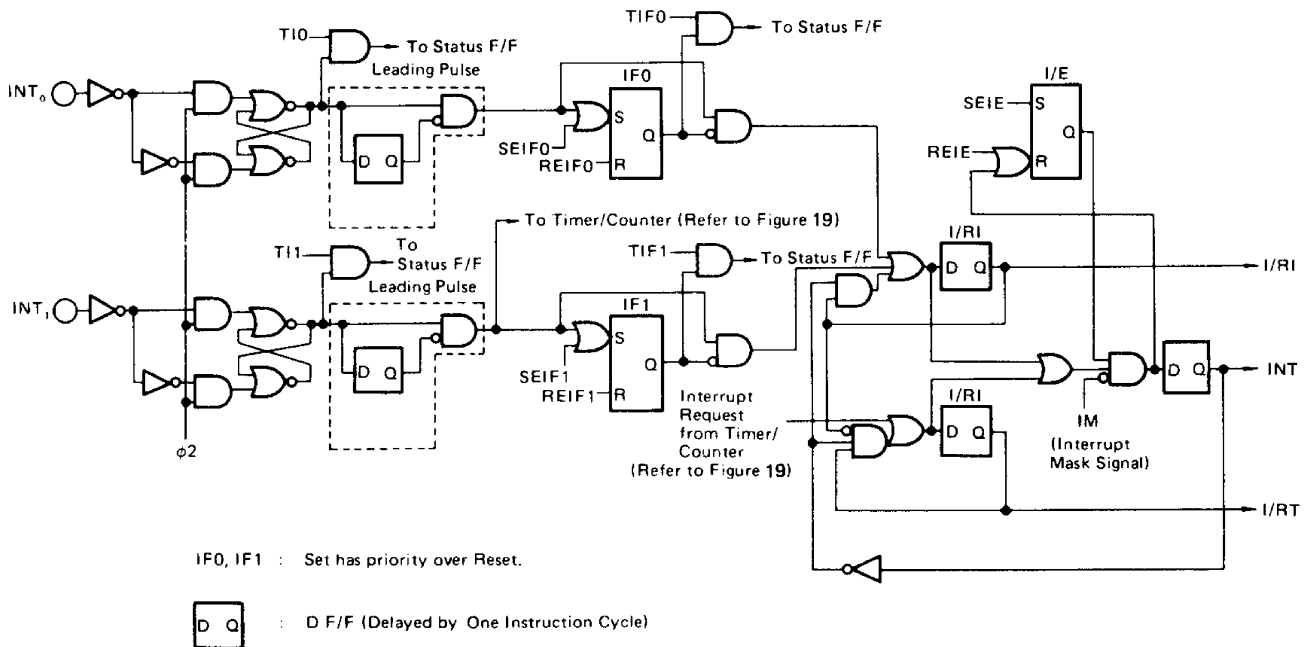 TIF0
To Status F/F
TI0
To Status F/F
Leading Pulse
IF0
I/E
INT₀
SEIE
S
Q
S
Q
REIE
R
D Q
SEIF0
REIF0
R
To Timer/Counter (Refer to Figure 19)
TI1
To
Status F/F
Leading Pulse
TIF1
To Status F/F
I/RI
D Q
I/RI
INT₁
IF1
S
Q
D Q
D Q
INT
SEIF1
REIF1
R
Interrupt
Request
from Timer/
Counter
(Refer to Figure 19)
I/RI
D Q
IM
(Interrupt
Mask Signal)
φ2
I/RT
IF0, IF1 : Set has priority over Reset.
D Q : D F/F (Delayed by One Instruction Cycle)